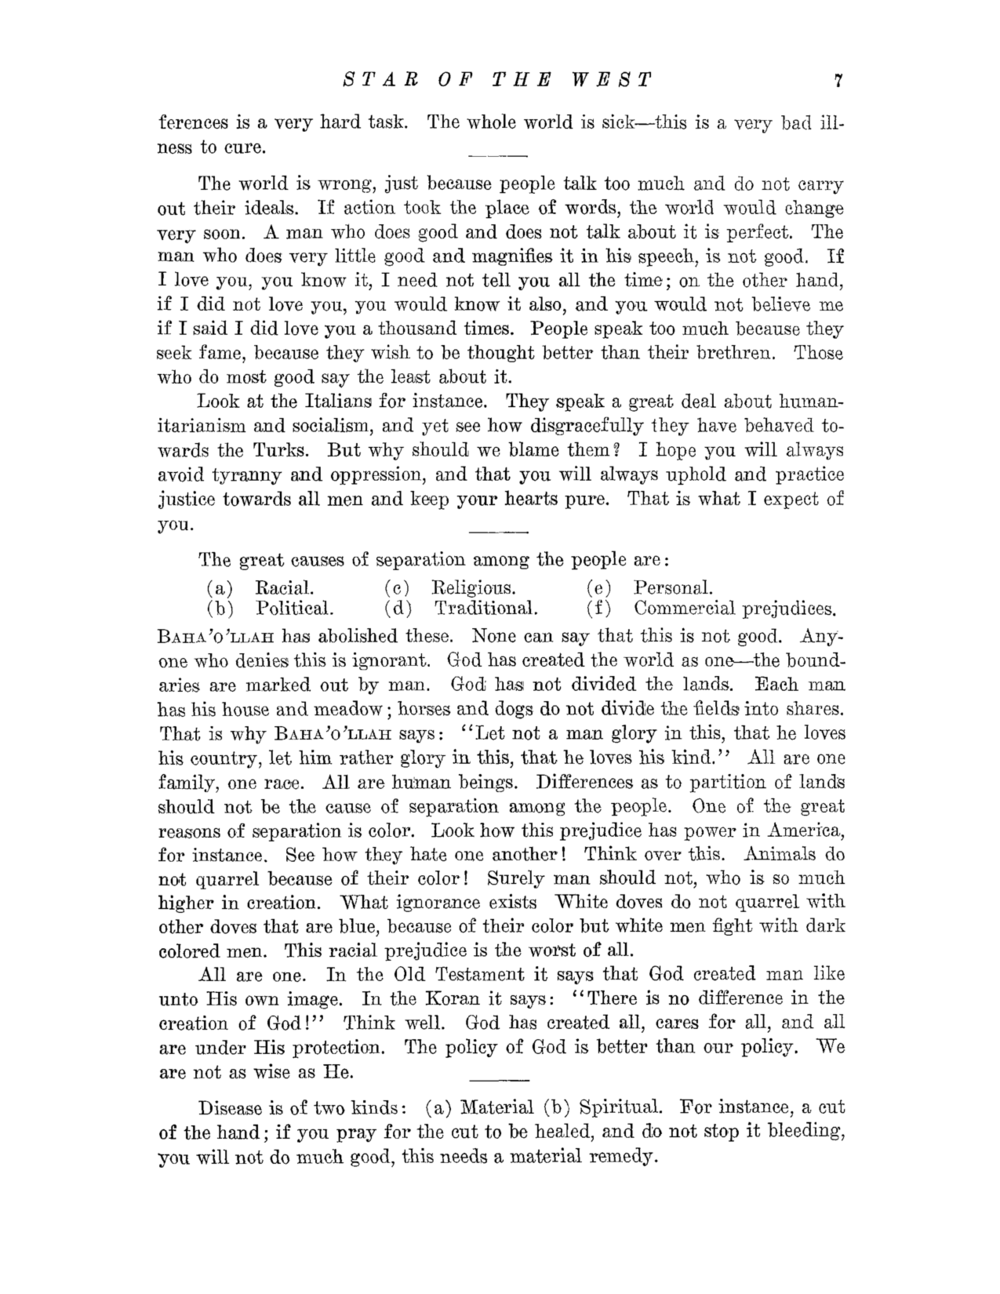 STAR OF THE WEST 7
ferences is a very hard task. The whole world is sick—this is a very bad ill-
ness to cure.
The world is wrong, just because people talk too much and do not carry
out their ideals. If action took the place of words, the world would change
very soon. A man who does good and does not talk about it is perfect. The
man who does very little good and magnifies it in his speech, is not good. If
I love you, you know it, I need not tell you all the time; on the other hand,
if I did not love you, you would know it also, and you would not believe me
if I said I did love you a thousand times. People speak too much because they
seek fame, because they wish to be thought better than their brethren. Those
who do most good say the least about it.
Look at the Italians for instance. They speak a great deal about human-
itarianism and socialism, and yet see how disgracefully they have behaved to-
wards the Turks. But why should we blame them? I hope you will always
avoid tyranny and oppression, and that you will always uphold and practice
justice towards all men and keep your hearts pure. That is what I expect of
you.
The great causes of separation among the people are:
(a) Racial. (c) Religious. (e) Personal.
(b) Political. (d) Traditional. (f) Commercial prejudices.
BAHA'O'LLAH has abolished these. None can say that this is not good. Any-
one who denies this is ignorant. God has created the world as one—the bound-
aries are marked out by man. God has not divided the lands. Each man
has his house and meadow; horses and dogs do not divide the fields into shares.
That is why BAHA'O'LLAH says: "Let not a man glory in this, that he loves
his country, let him rather glory in this, that he loves his kind." All are one
family, one race. All are human beings. Differences as to partition of lands
should not be the cause of separation among the people. One of the great
reasons of separation is color. Look how this prejudice has power in America,
for instance. See how they hate one another! Think over this. Animals do
not quarrel because of their color! Surely man should not, who is so much
higher in creation. What ignorance exists White doves do not quarrel with
other doves that are blue, because of their color but white men fight with dark
colored men. This racial prejudice is the worst of all.
All are one. In the Old Testament it says that God created man like
unto His own image. In the Koran it says: "There is no difference in the
creation of God!" Think well. God has created all, cares for all, and all
are under His protection. The policy of God is better than our policy. We
are not as wise as He.
Disease is of two kinds: (a) Material (b) Spiritual. For instance, a cut
of the hand; if you pray for the cut to be healed, and do not stop it bleeding,
you will not do much good, this needs a material remedy.